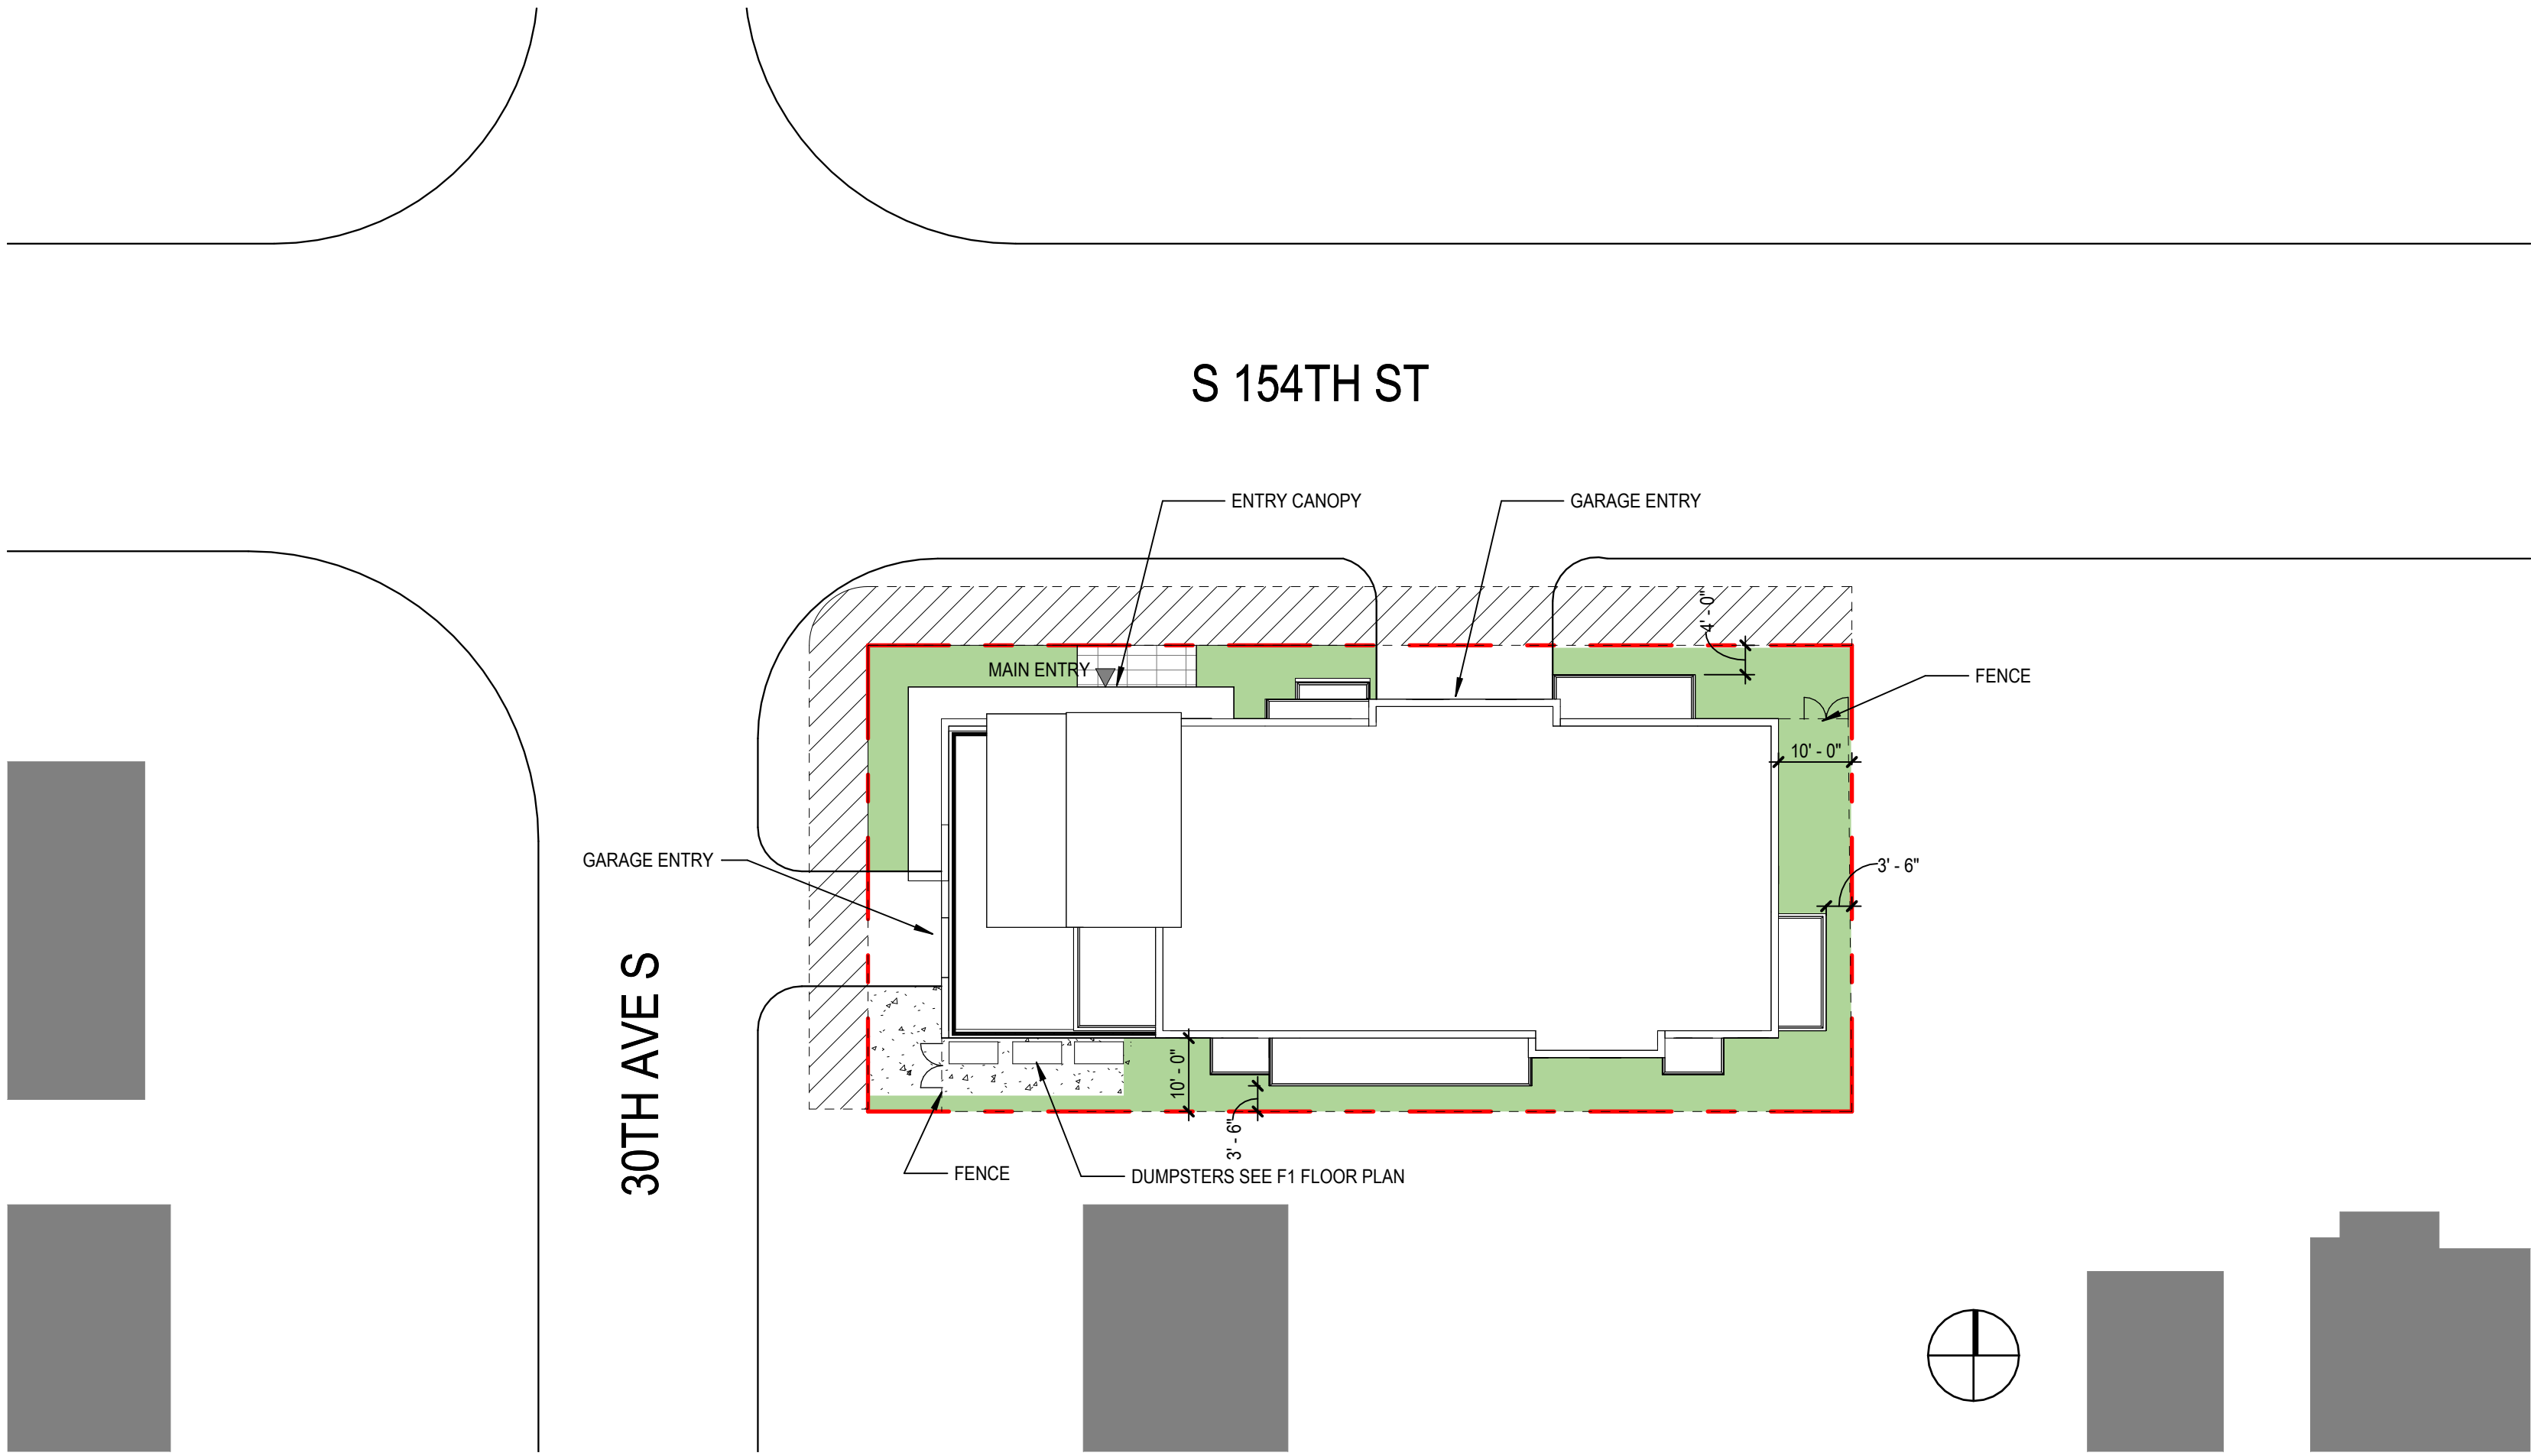 S 154TH ST
ENTRY CANOPY
GARAGE ENTRY
4' - 0"
MAIN ENTRY
FENCE
10' - 0"
GARAGE ENTRY
3' - 6"
30TH AVE S
10' - 0"
3' - 6"
FENCE
DUMPSTERS SEE F1 FLOOR PLAN